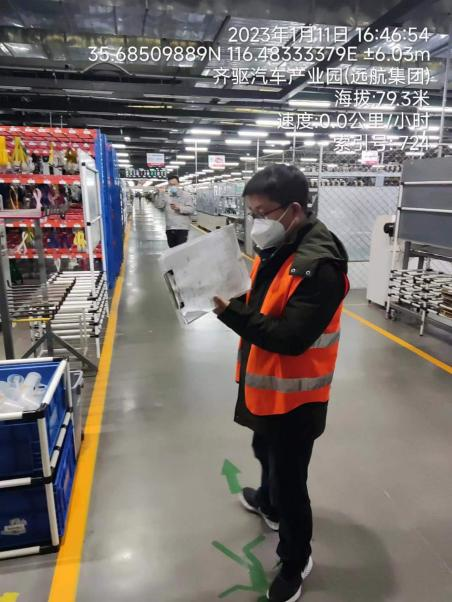 2023年1月11日 16:46:54
35.68509889N 116.48333379E ±6.03m
齐驱汽车产业园(远航集团)
海拔:79.3米
速度:0.0公里/小时
索引号:724